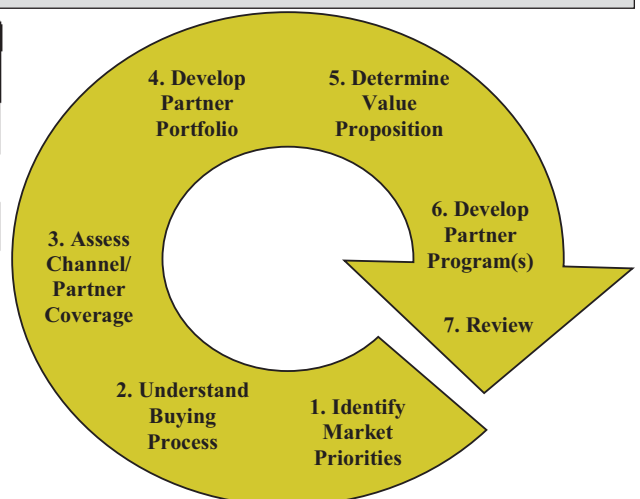 4. Develop
Partner
Portfolio
5. Determine
Value
Proposition
6. Develop
Partner
Program(s)
3. Assess
Channel/
Partner
Coverage
7. Review
2. Understand
Buying
Process
1. Identify
Market
Priorities